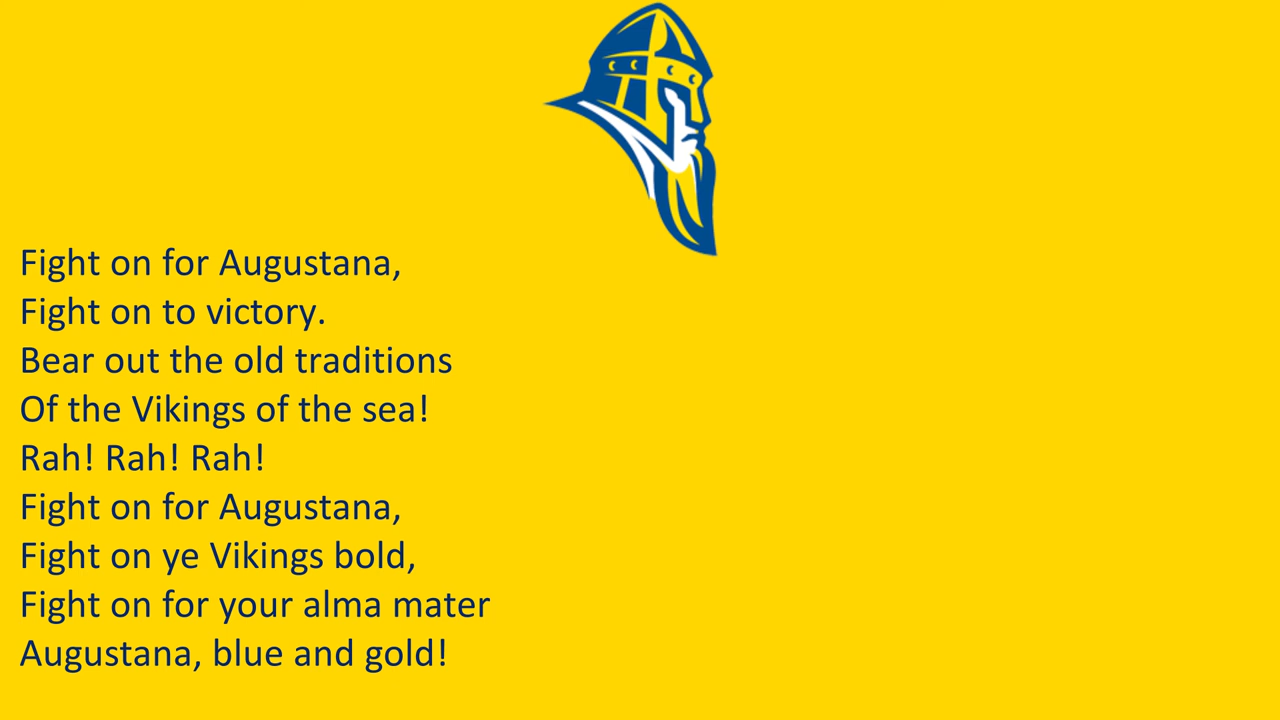 Fight on for Augustana,
Fight on to victory.
Bear out the old traditions
Of the Vikings of the sea!
Rah! Rah! Rah!
Fight on for Augustana,
Fight on ye Vikings bold,
Fight on for your alma mater
Augustana, blue and gold!